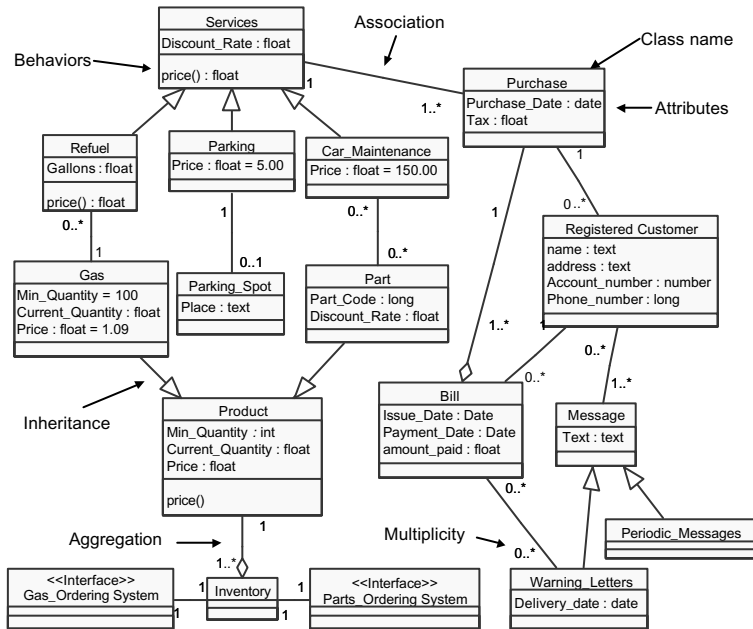 Services
Discount_Rate : float
price() : float
Behaviors
Association
Class name
Purchase
Purchase_Date : date
Tax : float
Attributes
1
1..*
Refuel
Gallons : float
price() : float
Parking
Price : float = 5.00
Car_Maintenance
Price : float = 150.00
1
0..*
1
0..*
1
0..*
Registered Customer
name : text
address : text
Account_number : number
Phone_number : long
1
0..1
0..*
Gas
Min_Quantity = 100
Current_Quantity : float
Price : float = 1.09
Parking_Spot
Place : text
Part
Part_Code : long
Discount_Rate : float
1..*
1
0..*
0..*
1..*
Inheritance
Product
Min_Quantity : int
Current_Quantity : float
Price : float
price()
Bill
Issue_Date : Date
Payment_Date : Date
amount_paid : float
Message
Text : text
0..*
Multiplicity
0..*
Periodic_Messages
Warning_Letters
Delivery_date : date
1
Aggregation
1..*
<<Interface>>
Gas_Ordering System
1
Inventory
1
1
<<Interface>>
Parts_Ordering System
1